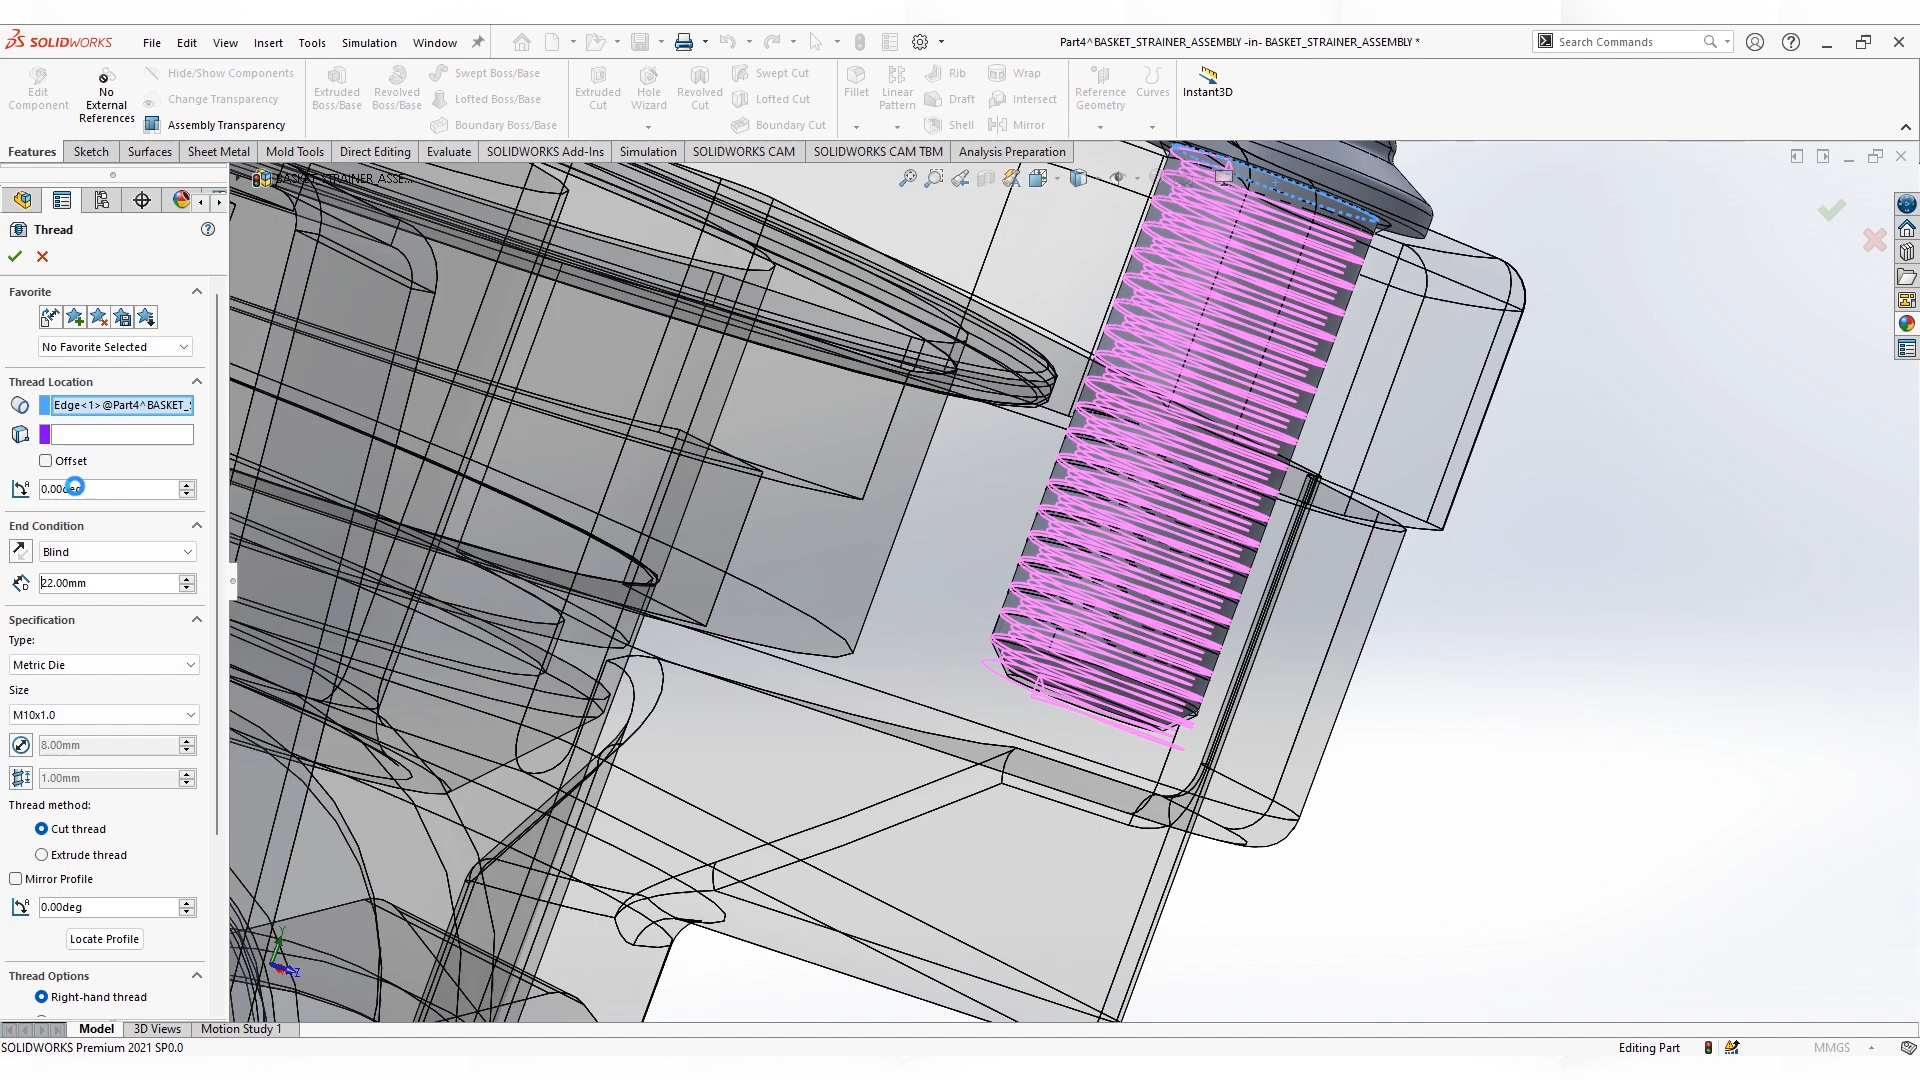 SOLIDWORKS File Edit View Insert Tools Simulation Window
Part4^BASKET_STRAINER_ASSEMBLY -in- BASKET_STRAINER_ASSEMBLY *
Search Commands
Edit Component
No External References
Hide/Show Components
Change Transparency
Assembly Transparency
Extruded Boss/Base
Revolved Boss/Base
Swept Boss/Base
Lofted Boss/Base
Boundary Boss/Base
Extruded Cut
Hole Wizard
Revolved Cut
Swept Cut
Lofted Cut
Boundary Cut
Fillet
Linear Pattern
Rib
Draft
Shell
Wrap
Intersect
Mirror
Reference Geometry
Curves
Instant3D
Features Sketch Surfaces Sheet Metal Mold Tools Direct Editing Evaluate SOLIDWORKS Add-Ins Simulation SOLIDWORKS CAM SOLIDWORKS CAM TBM Analysis Preparation
BASKET_STRAINER_ASSE...
Thread
Favorite
No Favorite Selected
Thread Location
Edge<1>@Part4^BASKET_
Offset
0.00deg
End Condition
Blind
22.00mm
Specification
Type:
Metric Die
Size
M10x1.0
8.00mm
1.00mm
Thread method:
Cut thread
Extrude thread
Mirror Profile
0.00deg
Locate Profile
Thread Options
Right-hand thread
Y
Z
Model 3D Views Motion Study 1
SOLIDWORKS Premium 2021 SP0.0
Editing Part
MMGS